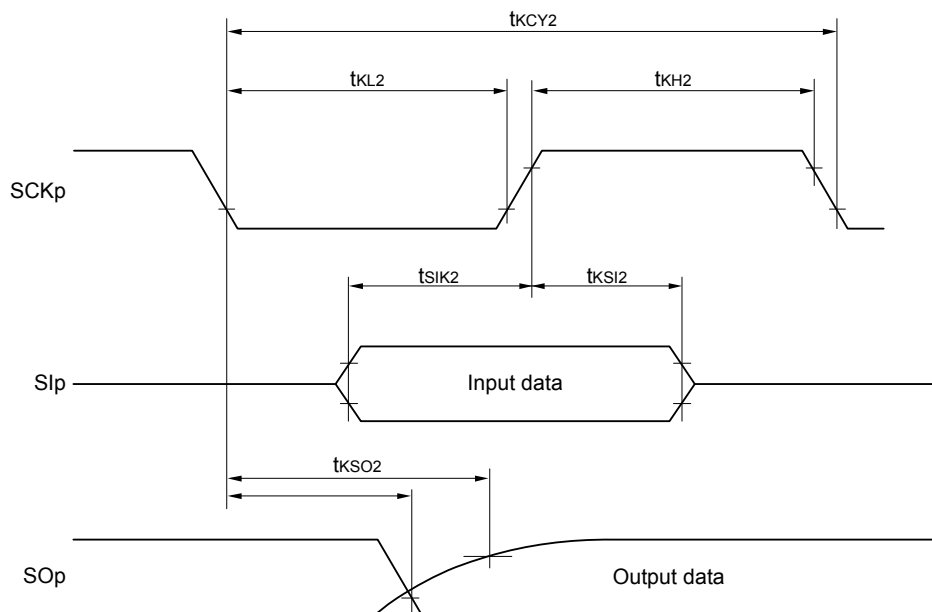 tKCY2
tKL2
tKH2
SCKp
tSIK2
tKSI2
SIp
Input data
tKSO2
SOp
Output data